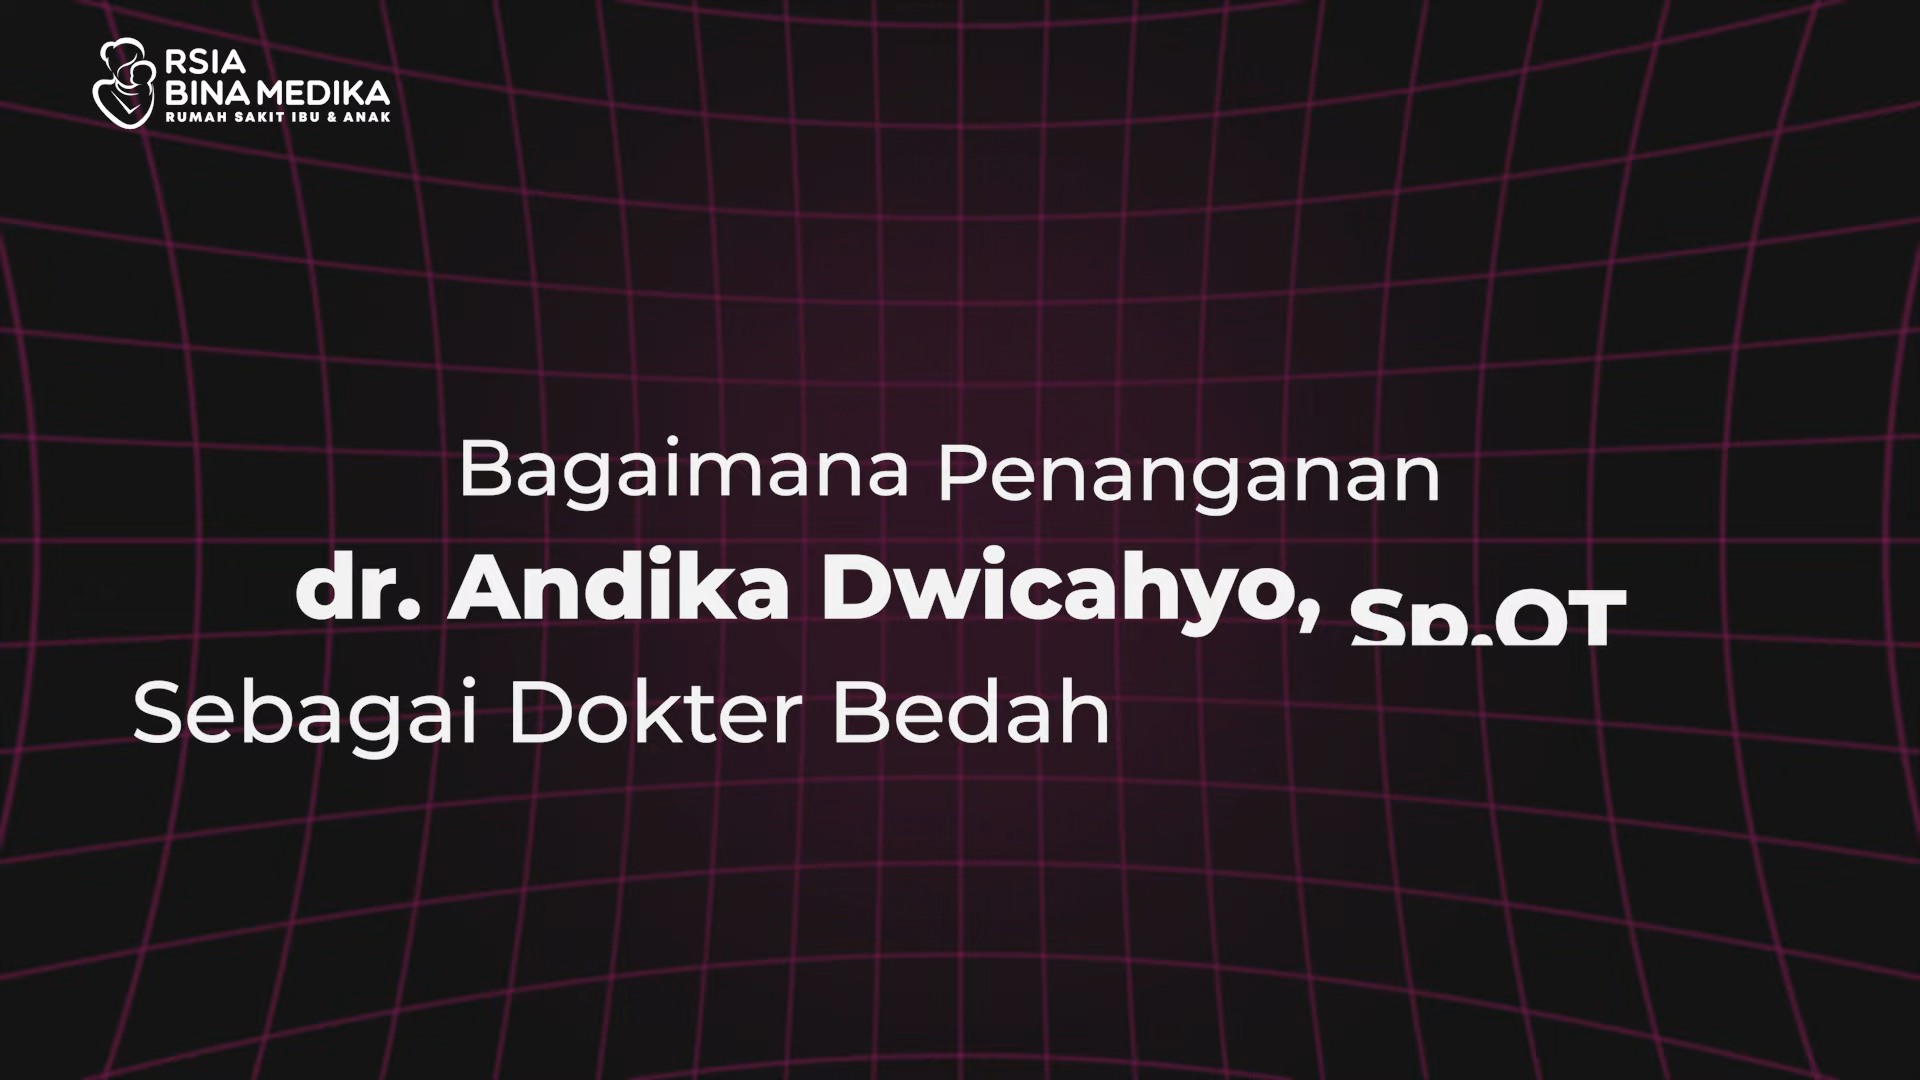 RSIA
BINA MEDIKA
RUMAH SAKIT IBU & ANAK
Bagaimana Penanganan
dr. Andika Dwicahyo, Sp.OT
Sebagai Dokter Bedah